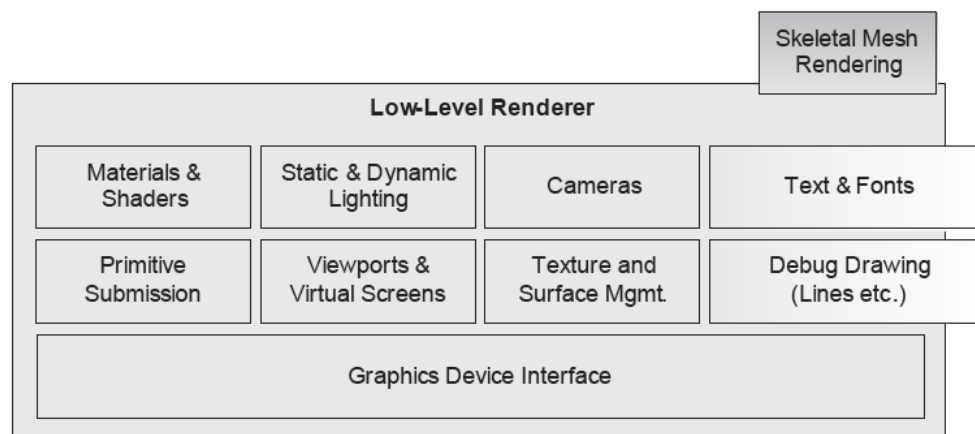 Skeletal Mesh
Rendering
Low-Level Renderer
Materials &
Shaders
Static & Dynamic
Lighting
Cameras
Text & Fonts
Primitive
Submission
Viewports &
Virtual Screens
Texture and
Surface Mgmt.
Debug Drawing
(Lines etc.)
Graphics Device Interface